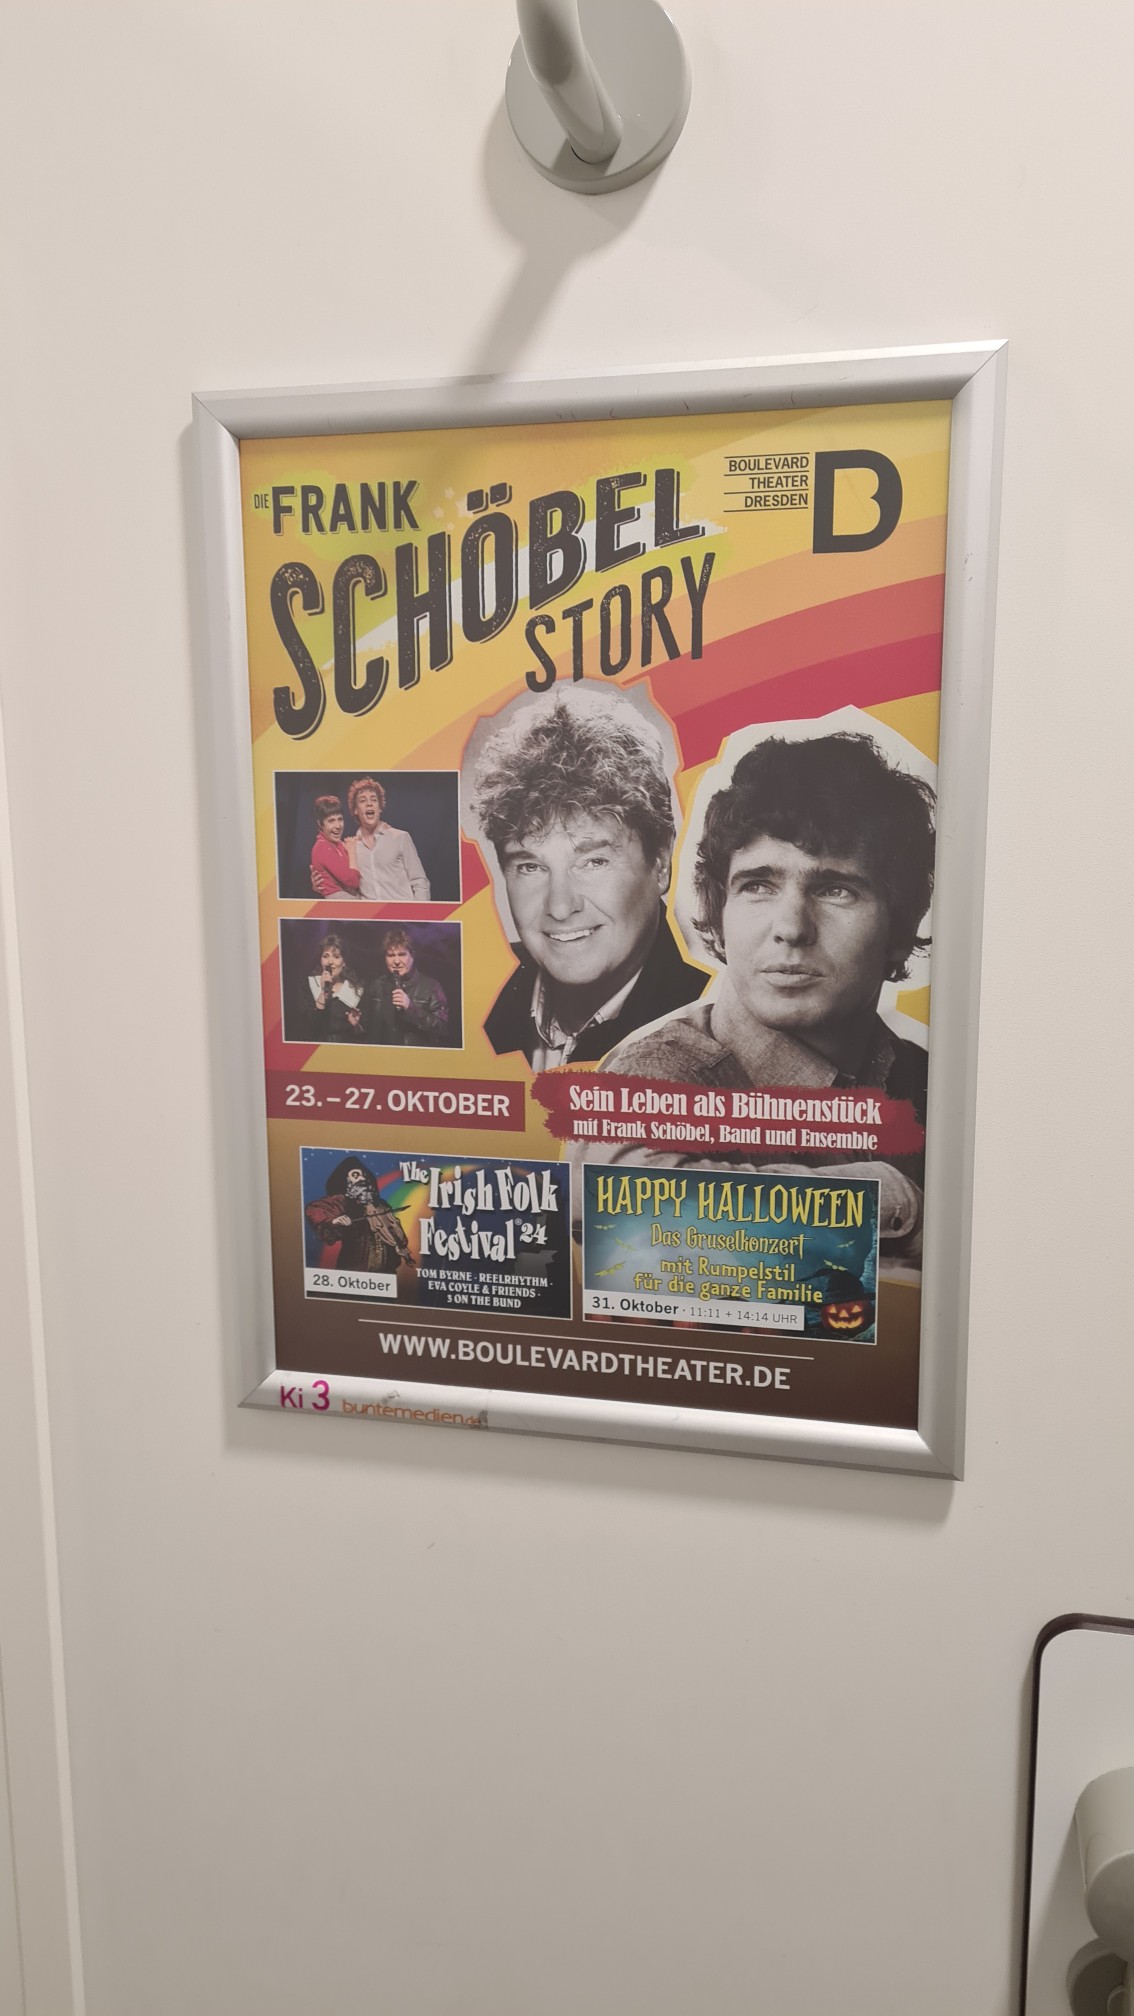 DIE FRANK
SCHÖBEL
STORY
BOULEVARD
THEATER
DRESDEN
B
23. – 27. OKTOBER
Sein Leben als Bühnenstück
mit Frank Schöbel, Band und Ensemble
The Irish Folk
Festival '24
TOM BYRNE · REELRHYTHM ·
EVA COYLE & FRIENDS ·
3 ON THE BUND
28. Oktober
HAPPY HALLOWEEN
Das Gruselkonzert
mit Rumpelstil
für die ganze Familie
31. Oktober · 11:11 + 14:14 UHR
WWW.BOULEVARDTHEATER.DE
Ki 3 buntemedien.de